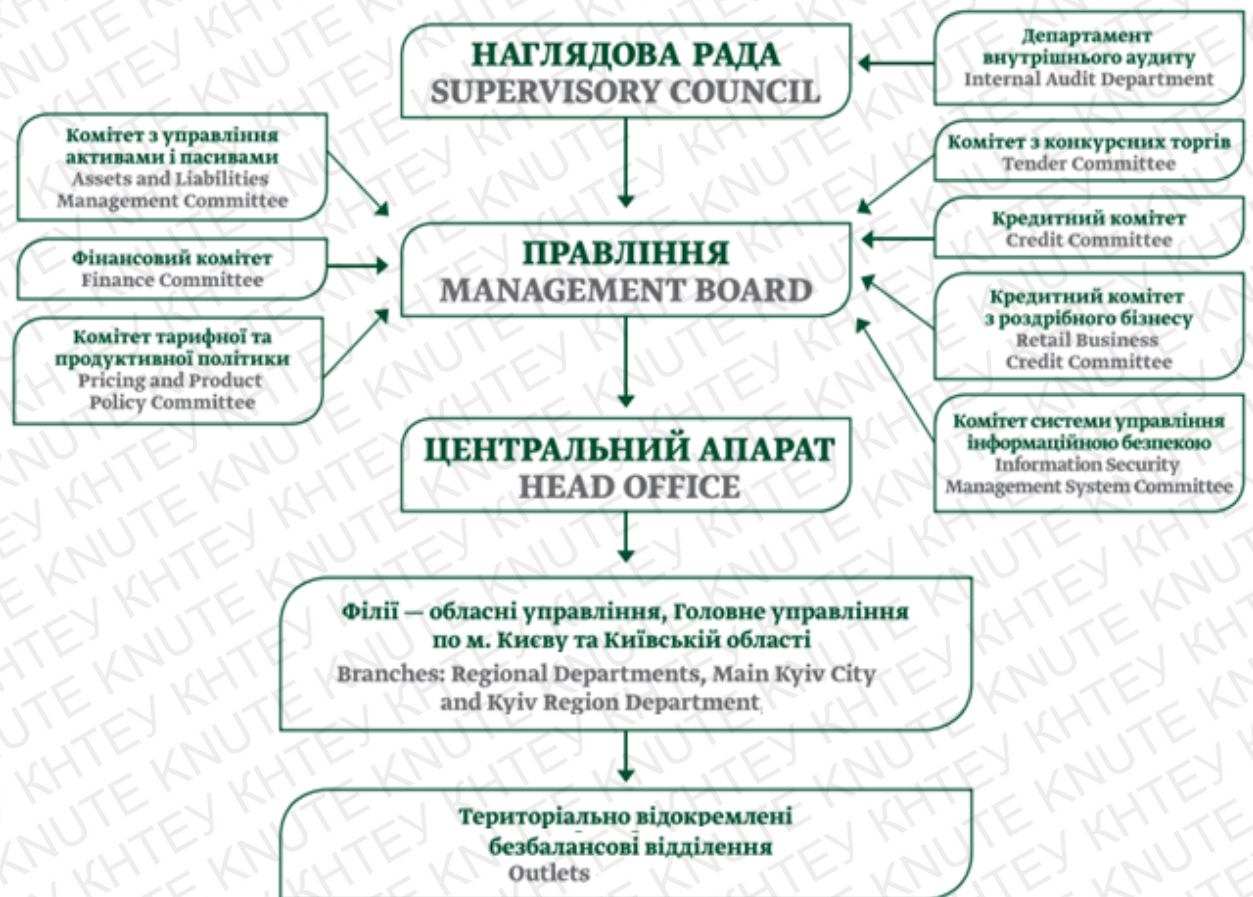 НАГЛЯДОВА РАДА
SUPERVISORY COUNCIL
Департамент
внутрішнього аудиту
Internal Audit Department
Комітет з управління
активами і пасивами
Assets and Liabilities
Management Committee
Фінансовий комітет
Finance Committee
Комітет тарифної та
продуктивної політики
Pricing and Product
Policy Committee
ПРАВЛІННЯ
MANAGEMENT BOARD
Комітет з конкурсних торгів
Tender Committee
Кредитний комітет
Credit Committee
Кредитний комітет
з роздрібного бізнесу
Retail Business
Credit Committee
Комітет системи управління
інформаційною безпекою
Information Security
Management System Committee
ЦЕНТРАЛЬНИЙ АПАРАТ
HEAD OFFICE
Філії — обласні управління, Головне управління
по м. Києву та Київській області
Branches: Regional Departments, Main Kyiv City
and Kyiv Region Department
Територіально відокремлені
безбалансові відділення
Outlets